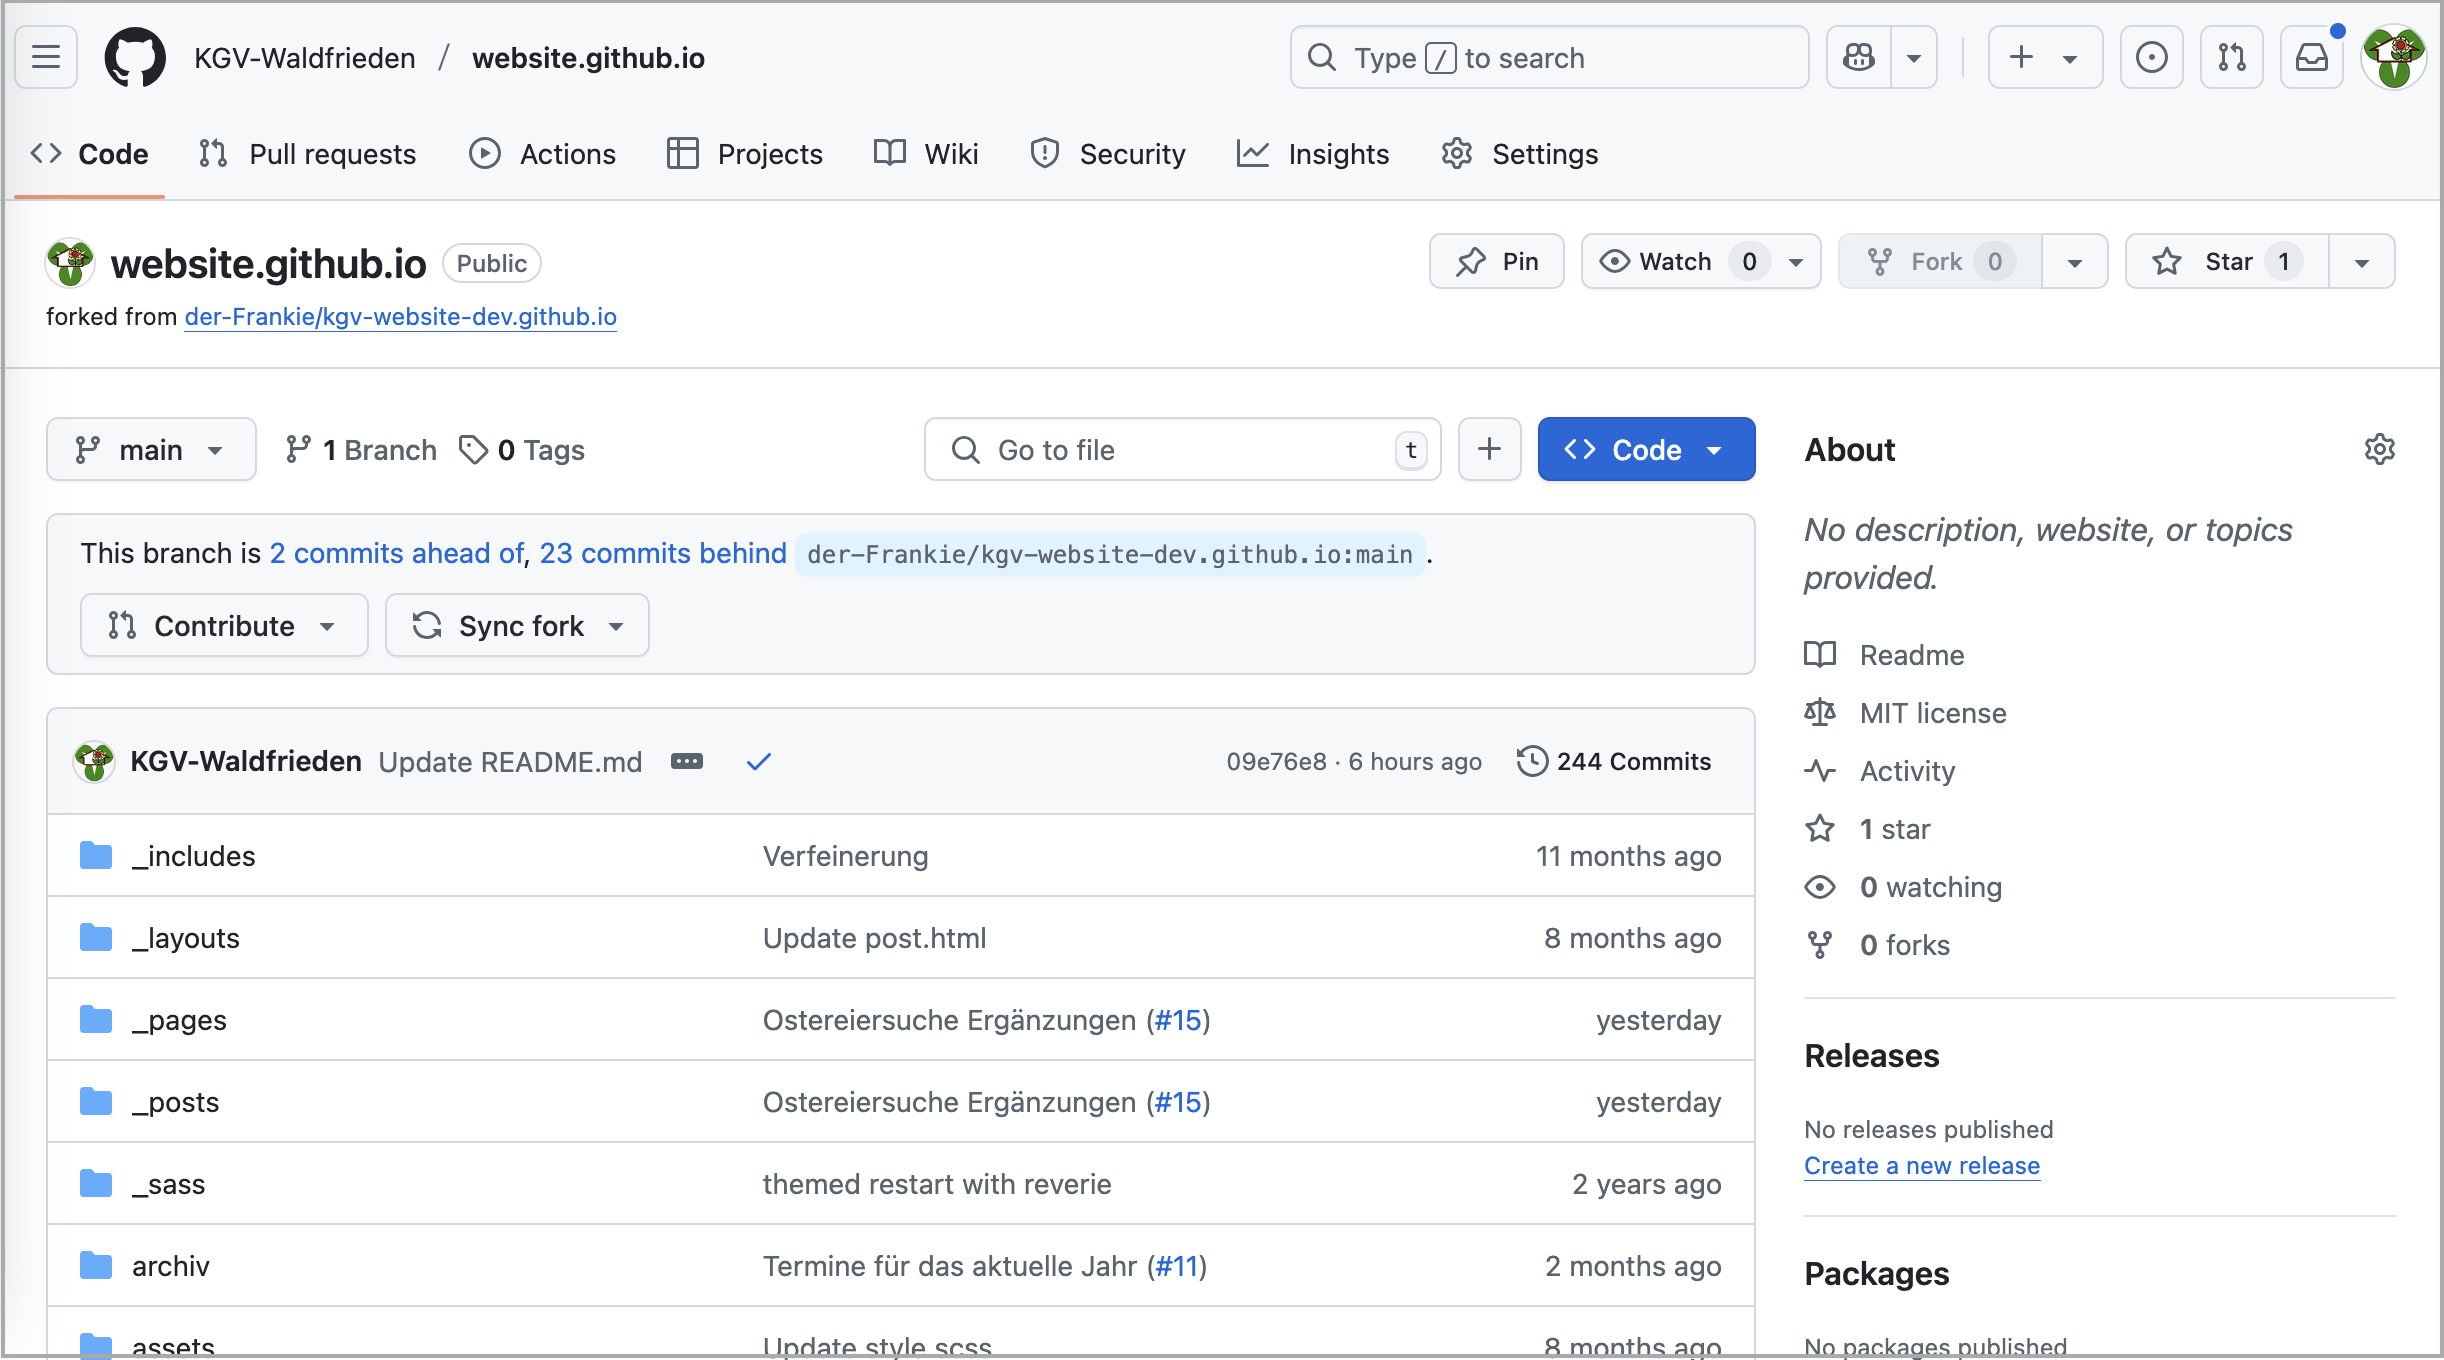 KGV-Waldfrieden / website.github.io
Type / to search
Code Pull requests Actions Projects Wiki Security Insights Settings
website.github.io Public
Pin Watch 0 Fork 0 Star 1
forked from der-Frankie/kgv-website-dev.github.io
main 1 Branch 0 Tags Go to file t Code
This branch is 2 commits ahead of, 23 commits behind der-Frankie/kgv-website-dev.github.io:main.
Contribute Sync fork
KGV-Waldfrieden Update README.md 09e76e8 · 6 hours ago 244 Commits
_includes Verfeinerung 11 months ago
_layouts Update post.html 8 months ago
_pages Ostereiersuche Ergänzungen (#15) yesterday
_posts Ostereiersuche Ergänzungen (#15) yesterday
_sass themed restart with reverie 2 years ago
archiv Termine für das aktuelle Jahr (#11) 2 months ago
assets Update style.scss 8 months ago
About
No description, website, or topics
provided.
Readme
MIT license
Activity
1 star
0 watching
0 forks
Releases
No releases published
Create a new release
Packages
No packages published